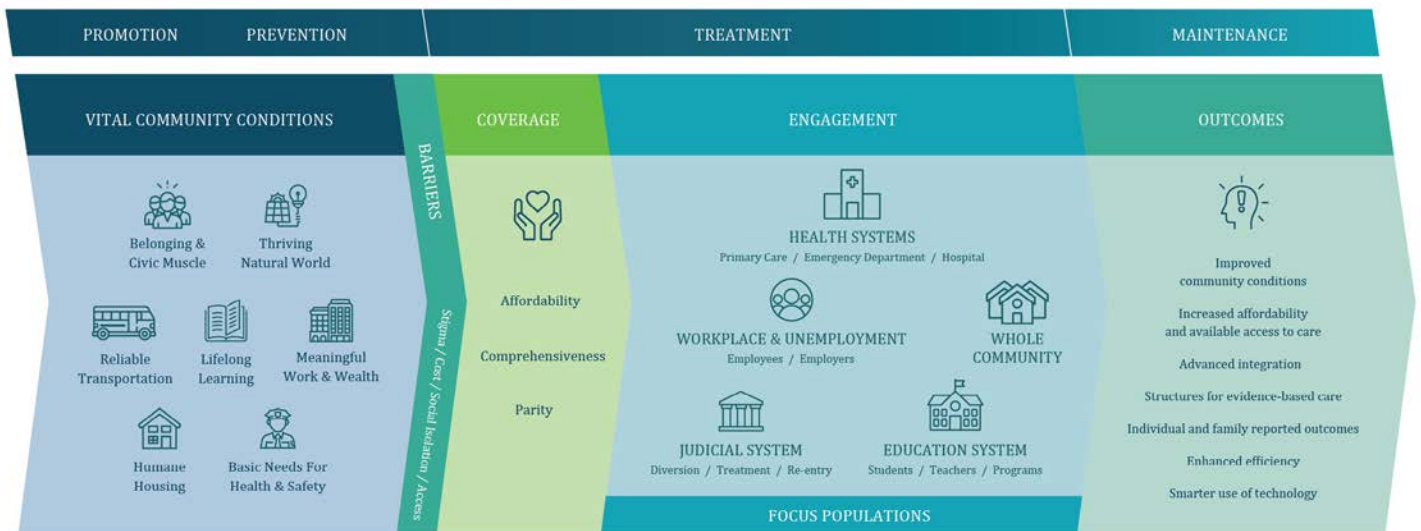 PROMOTION
PREVENTION
TREATMENT
MAINTENANCE
VITAL COMMUNITY CONDITIONS
Belonging &
Civic Muscle
Thriving
Natural World
Reliable
Transportation
Lifelong
Learning
Meaningful
Work & Wealth
Humane
Housing
Basic Needs For
Health & Safety
BARRIERS
Stigma / Cost / Social Isolation / Access
COVERAGE
Affordability
Comprehensiveness
Parity
ENGAGEMENT
HEALTH SYSTEMS
Primary Care / Emergency Department / Hospital
WORKPLACE & UNEMPLOYMENT
Employees / Employers
WHOLE
COMMUNITY
JUDICIAL SYSTEM
Diversion / Treatment / Re-entry
EDUCATION SYSTEM
Students / Teachers / Programs
FOCUS POPULATIONS
OUTCOMES
Improved
community conditions
Increased affordability
and available access to care
Advanced integration
Structures for evidence-based care
Individual and family reported outcomes
Enhanced efficiency
Smarter use of technology